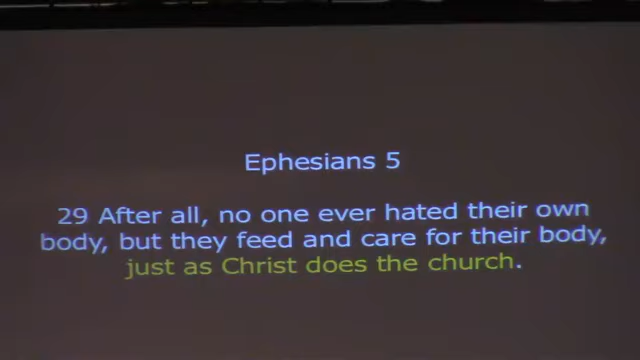 Ephesians 5
29 After all, no one ever hated their own
body, but they feed and care for their body,
just as Christ does the church.